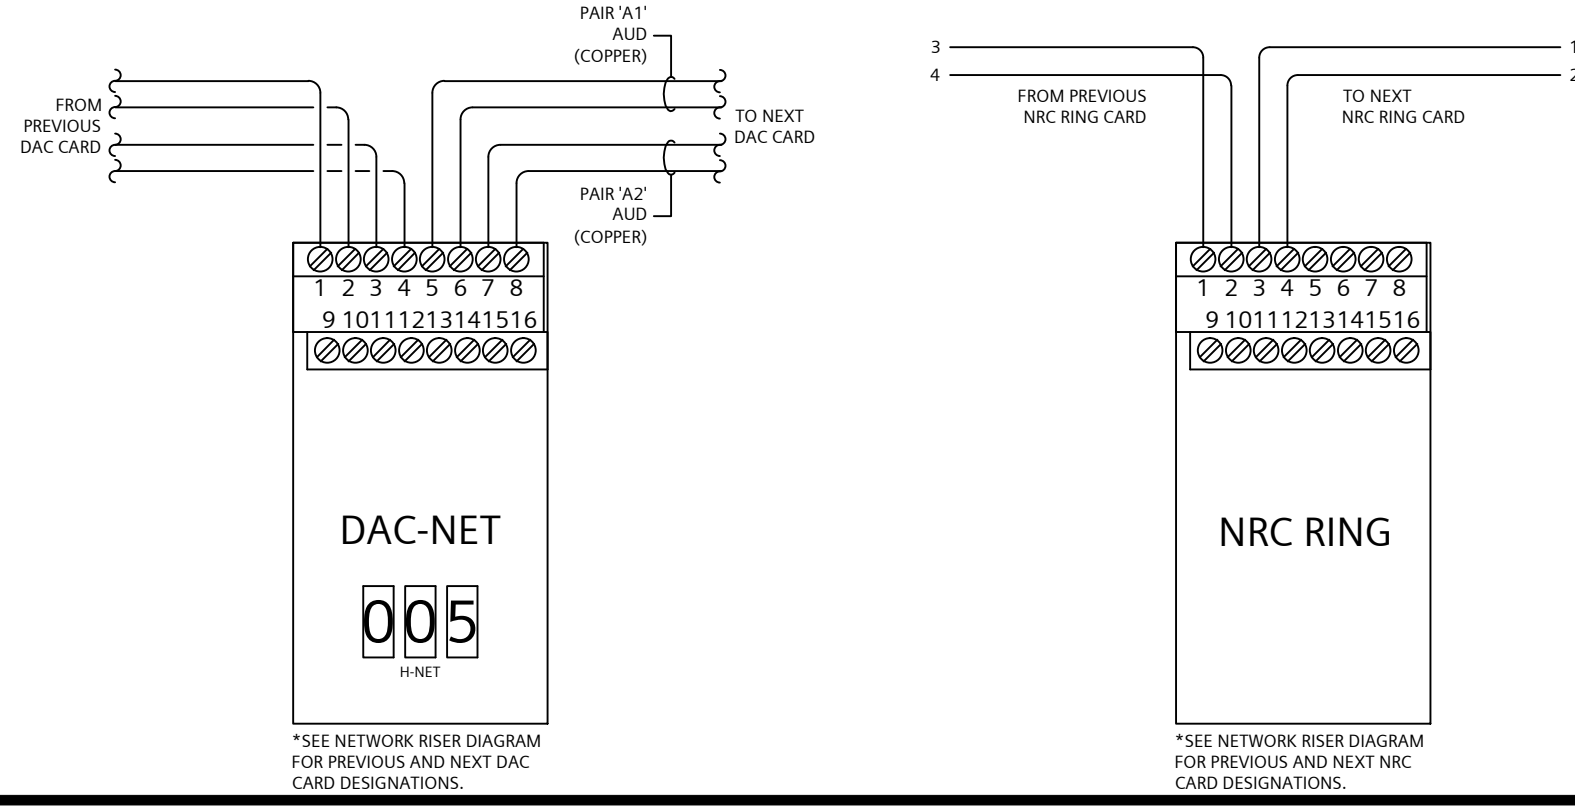 PAIR 'A1'
AUD
(COPPER)
FROM
PREVIOUS
DAC CARD
TO NEXT
DAC CARD
PAIR 'A2'
AUD
(COPPER)
1 2 3 4 5 6 7 8
9 10 11 12 13 14 15 16
DAC-NET
005
H-NET
*SEE NETWORK RISER DIAGRAM
FOR PREVIOUS AND NEXT DAC
CARD DESIGNATIONS.
3
4
FROM PREVIOUS
NRC RING CARD
1
2
TO NEXT
NRC RING CARD
1 2 3 4 5 6 7 8
9 10 11 12 13 14 15 16
NRC RING
*SEE NETWORK RISER DIAGRAM
FOR PREVIOUS AND NEXT NRC
CARD DESIGNATIONS.